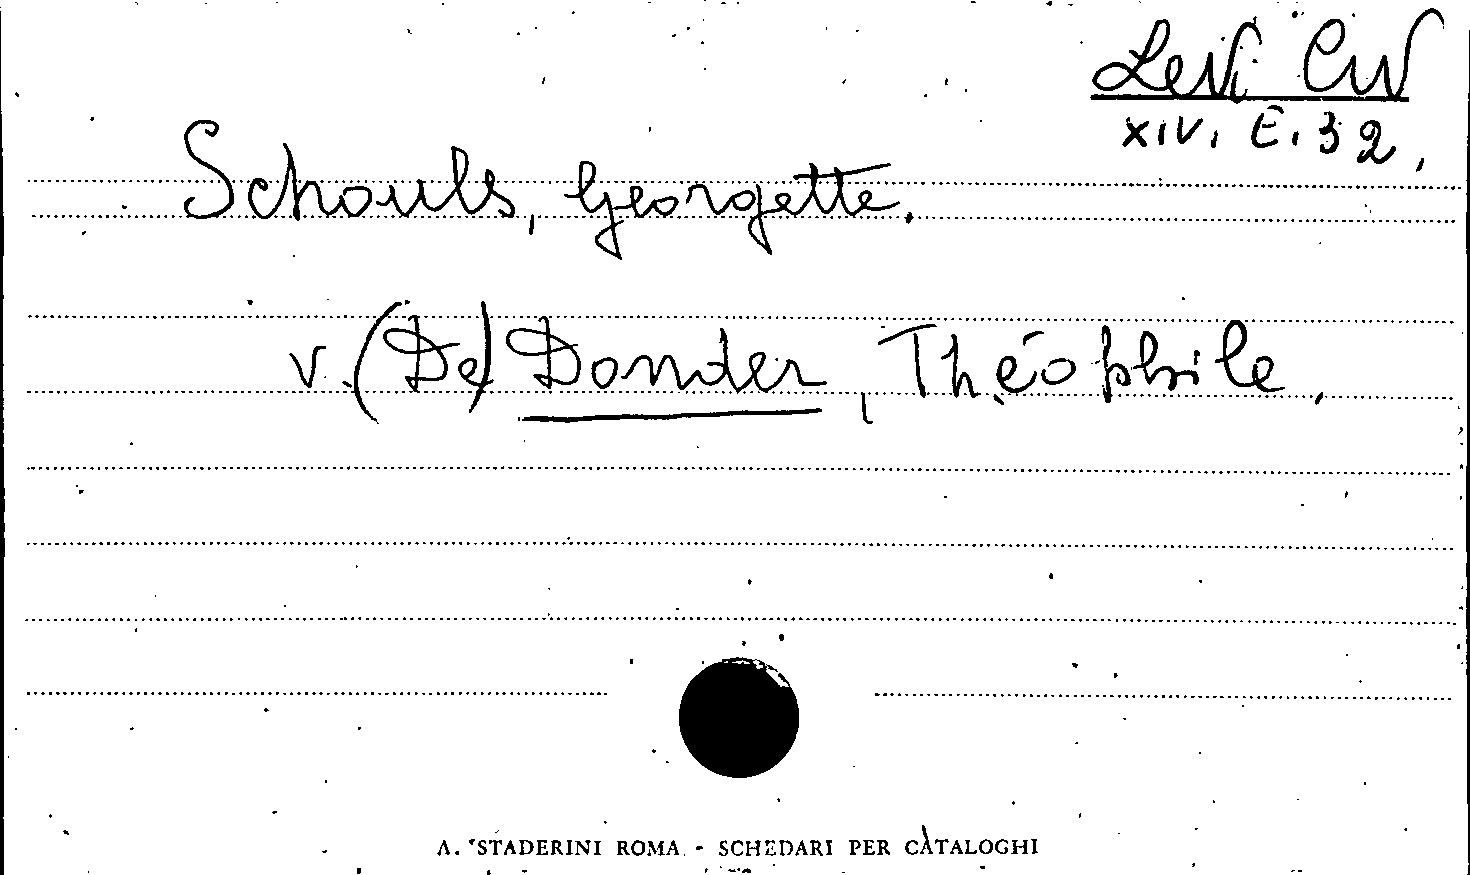 Levi Civ
XIV. E. 32.
Schouls, Georgette.
v. (De) Donder, Théophile.
A. STADERINI ROMA - SCHEDARI PER CATALOGHI